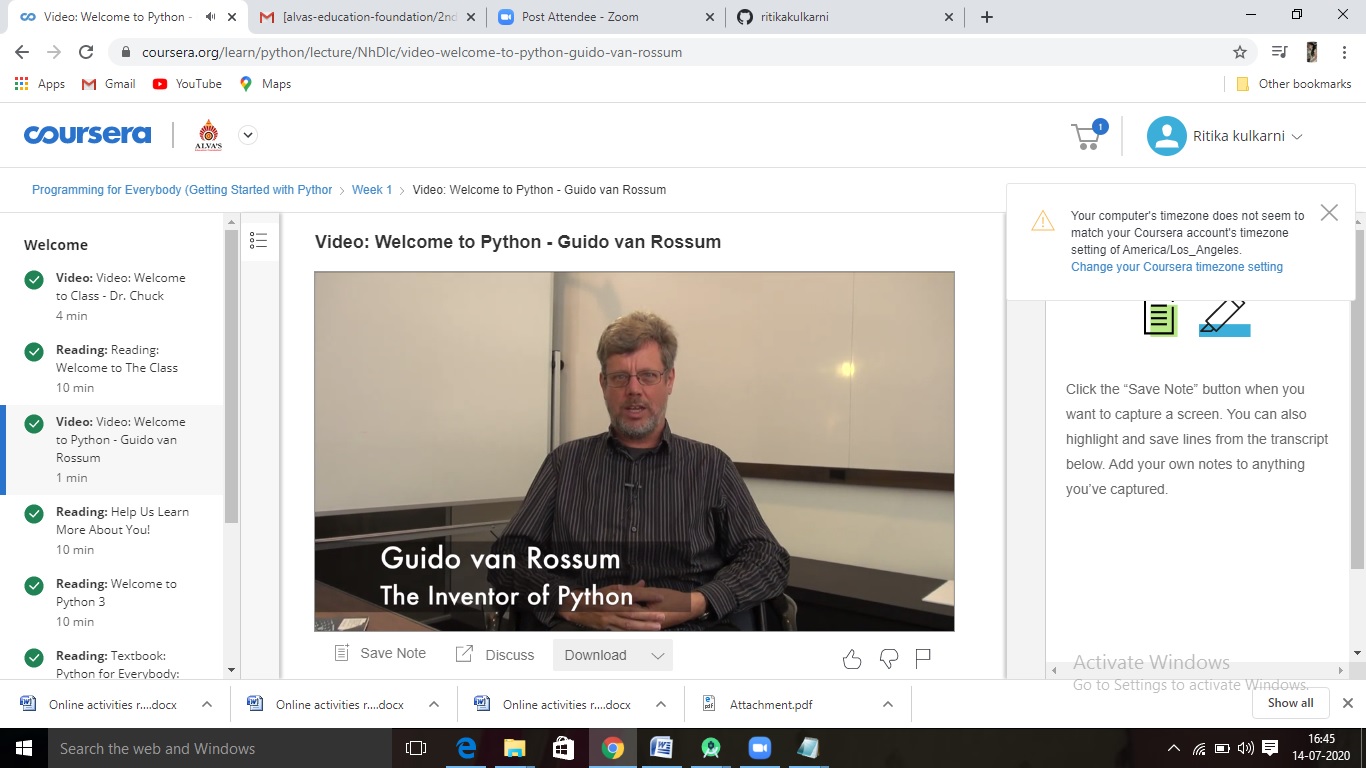 Video: Welcome to Python -
[alvas-education-foundation/2nd
Post Attendee - Zoom
ritikakulkarni
coursera.org/learn/python/lecture/NhDlc/video-welcome-to-python-guido-van-rossum
Apps
Gmail
YouTube
Maps
Other bookmarks
coursera
ALVA'S
1
Ritika kulkarni
Programming for Everybody (Getting Started with Python
Week 1
Video: Welcome to Python - Guido van Rossum
Your computer's timezone does not seem to
match your Coursera account's timezone
setting of America/Los_Angeles.
Change your Coursera timezone setting
Welcome
Video: Video: Welcome
to Class - Dr. Chuck
4 min
Reading: Reading:
Welcome to The Class
10 min
Video: Video: Welcome
to Python - Guido van
Rossum
1 min
Reading: Help Us Learn
More About You!
10 min
Reading: Welcome to
Python 3
10 min
Reading: Textbook:
Python for Everybody:
Video: Welcome to Python - Guido van Rossum
Guido van Rossum
The Inventor of Python
Save Note
Discuss
Download
Click the “Save Note” button when you
want to capture a screen. You can also
highlight and save lines from the transcript
below. Add your own notes to anything
you’ve captured.
Activate Windows
Go to Settings to activate Windows.
Online activities r....docx
Online activities r....docx
Online activities r....docx
Attachment.pdf
Show all
Search the web and Windows
16:45
14-07-2020